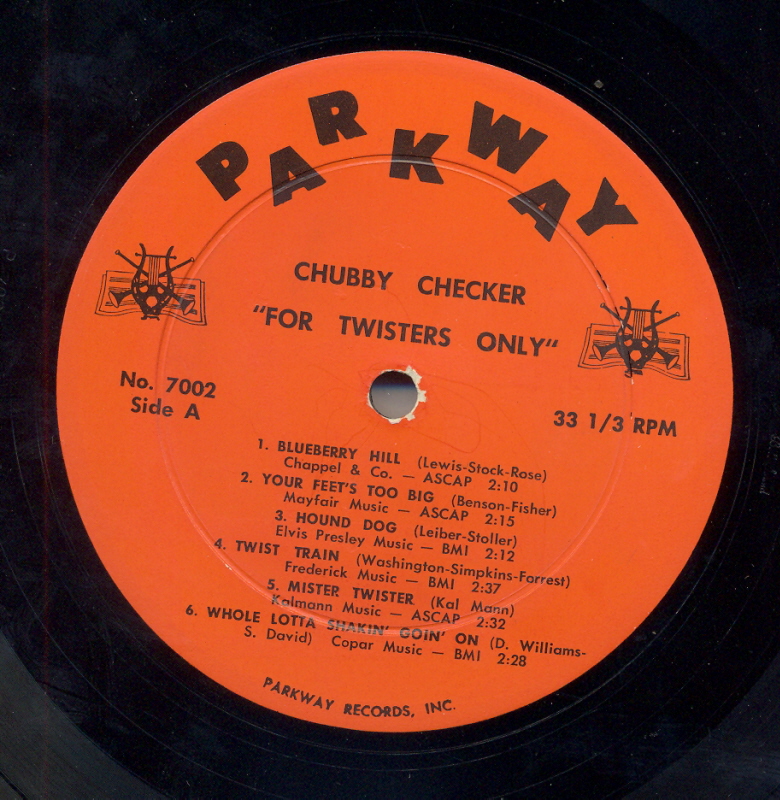 PARKWAY
CHUBBY CHECKER
"FOR TWISTERS ONLY"
No. 7002
Side A
33 1/3 RPM
1. BLUEBERRY HILL (Lewis-Stock-Rose)
Chappel & Co. — ASCAP 2:10
2. YOUR FEET'S TOO BIG (Benson-Fisher)
Mayfair Music — ASCAP 2:15
3. HOUND DOG (Leiber-Stoller)
Elvis Presley Music — BMI 2:12
4. TWIST TRAIN (Washington-Simpkins-Forrest)
Frederick Music — BMI 2:37
5. MISTER TWISTER (Kal Mann)
Kalmann Music — ASCAP 2:32
6. WHOLE LOTTA SHAKIN' GOIN' ON (D. Williams-
S. David) Copar Music — BMI 2:28
PARKWAY RECORDS, INC.